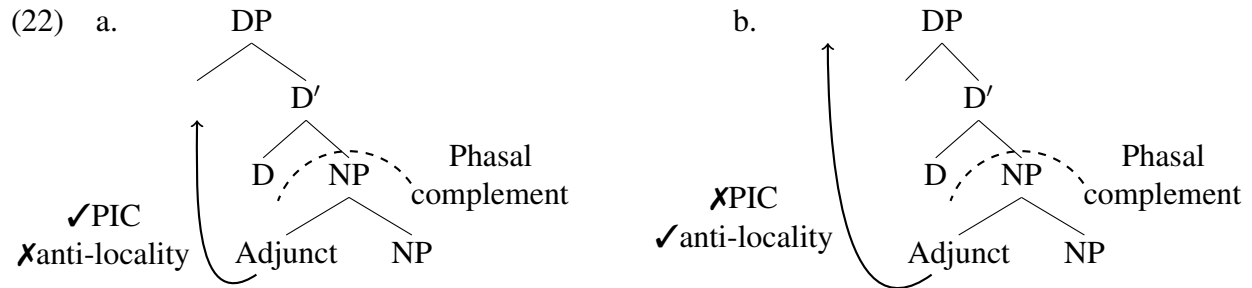 (22) a.
DP
D′
D NP
Phasal
complement
✓PIC
✗anti-locality
Adjunct NP
b.
DP
D′
D NP
Phasal
complement
✗PIC
✓anti-locality
Adjunct NP